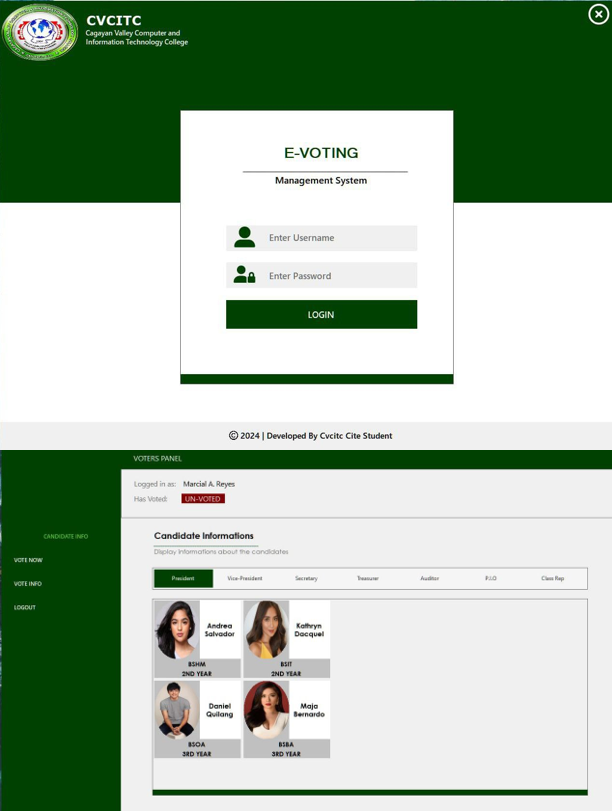 CVCITC
Cagayan Valley Computer and
Information Technology College
E-VOTING
Management System
Enter Username
Enter Password
LOGIN
© 2024 | Developed By Cvcitc Cite Student
VOTERS PANEL
Logged in as: Marcial A. Reyes
Has Voted: UN-VOTED
CANDIDATE INFO
VOTE NOW
VOTE INFO
LOGOUT
Candidate Informations
Display Informations about the candidates
President Vice-President Secretary Treasurer Auditor P.I.O Class Rep
Andrea
Salvador
BSHM
2ND YEAR
Kathryn
Dacquel
BSIT
2ND YEAR
Daniel
Quilang
BSOA
3RD YEAR
Maja
Bernardo
BSBA
3RD YEAR